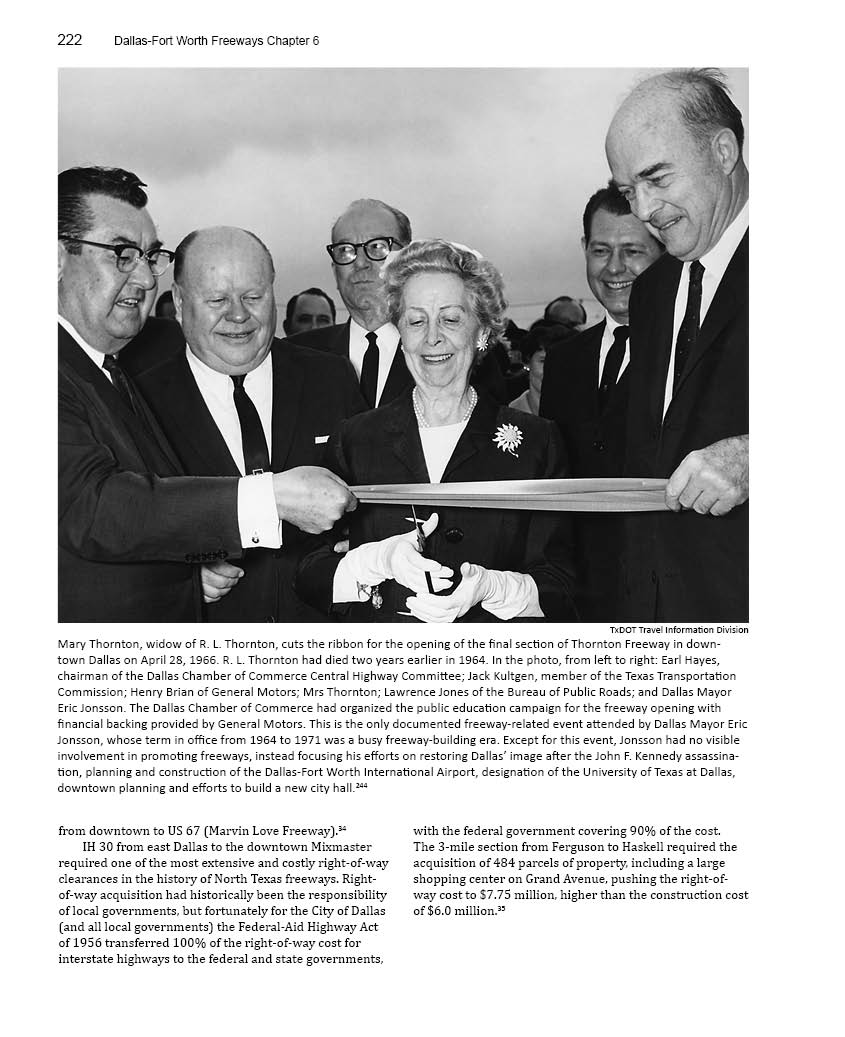 222 Dallas-Fort Worth Freeways Chapter 6
TxDOT Travel Information Division
Mary Thornton, widow of R. L. Thornton, cuts the ribbon for the opening of the final section of Thornton Freeway in down-
town Dallas on April 28, 1966. R. L. Thornton had died two years earlier in 1964. In the photo, from left to right: Earl Hayes,
chairman of the Dallas Chamber of Commerce Central Highway Committee; Jack Kultgen, member of the Texas Transportation
Commission; Henry Brian of General Motors; Mrs Thornton; Lawrence Jones of the Bureau of Public Roads; and Dallas Mayor
Eric Jonsson. The Dallas Chamber of Commerce had organized the public education campaign for the freeway opening with
financial backing provided by General Motors. This is the only documented freeway-related event attended by Dallas Mayor Eric
Jonsson, whose term in office from 1964 to 1971 was a busy freeway-building era. Except for this event, Jonsson had no visible
involvement in promoting freeways, instead focusing his efforts on restoring Dallas' image after the John F. Kennedy assassina-
tion, planning and construction of the Dallas-Fort Worth International Airport, designation of the University of Texas at Dallas,
downtown planning and efforts to build a new city hall.²⁴⁴
from downtown to US 67 (Marvin Love Freeway).³⁴
IH 30 from east Dallas to the downtown Mixmaster
required one of the most extensive and costly right-of-way
clearances in the history of North Texas freeways. Right-
of-way acquisition had historically been the responsibility
of local governments, but fortunately for the City of Dallas
(and all local governments) the Federal-Aid Highway Act
of 1956 transferred 100% of the right-of-way cost for
interstate highways to the federal and state governments,
with the federal government covering 90% of the cost.
The 3-mile section from Ferguson to Haskell required the
acquisition of 484 parcels of property, including a large
shopping center on Grand Avenue, pushing the right-of-
way cost to $7.75 million, higher than the construction cost
of $6.0 million.³⁵